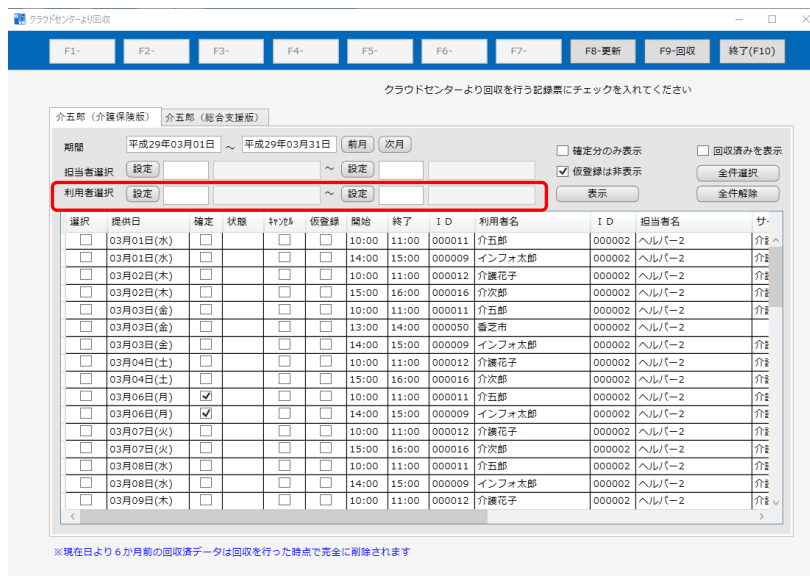 クラウドセンターより回収
F1- F2- F3- F4- F5- F6- F7- F8-更新 F9-回収 終了(F10)
クラウドセンターより回収を行う記録票にチェックを入れてください
介五郎（介護保険版） 介五郎（総合支援版）
期間 平成29年03月01日 ～ 平成29年03月31日 前月 次月 確定分のみ表示 回収済みを表示
担当者選択 設定 ～ 設定 仮登録は非表示 全件選択
利用者選択 設定 ～ 設定 表示 全件解除
選択 提供日 確定 状態 ｷｬﾝｾﾙ 仮登録 開始 終了 ＩＤ 利用者名 ＩＤ 担当者名 サ
03月01日(水) 10:00 11:00 000011 介五郎 000002 ヘルパー2 介
03月01日(水) 14:00 15:00 000009 インフォ太郎 000002 ヘルパー2 介
03月02日(木) 10:00 11:00 000012 介護花子 000002 ヘルパー2 介
03月02日(木) 15:00 16:00 000016 介次郎 000002 ヘルパー2 介
03月03日(金) 10:00 11:00 000011 介五郎 000002 ヘルパー2 介
03月03日(金) 13:00 14:00 000050 香芝市 000002 ヘルパー2
03月03日(金) 14:00 15:00 000009 インフォ太郎 000002 ヘルパー2 介
03月04日(土) 10:00 11:00 000012 介護花子 000002 ヘルパー2 介
03月04日(土) 15:00 16:00 000016 介次郎 000002 ヘルパー2 介
03月06日(月) 10:00 11:00 000011 介五郎 000002 ヘルパー2 介
03月06日(月) 14:00 15:00 000009 インフォ太郎 000002 ヘルパー2 介
03月07日(火) 10:00 11:00 000012 介護花子 000002 ヘルパー2 介
03月07日(火) 15:00 16:00 000016 介次郎 000002 ヘルパー2 介
03月08日(水) 10:00 11:00 000011 介五郎 000002 ヘルパー2 介
03月08日(水) 14:00 15:00 000009 インフォ太郎 000002 ヘルパー2 介
03月09日(木) 10:00 11:00 000012 介護花子 000002 ヘルパー2 介
※現在日より６か月前の回収済データは回収を行った時点で完全に削除されます